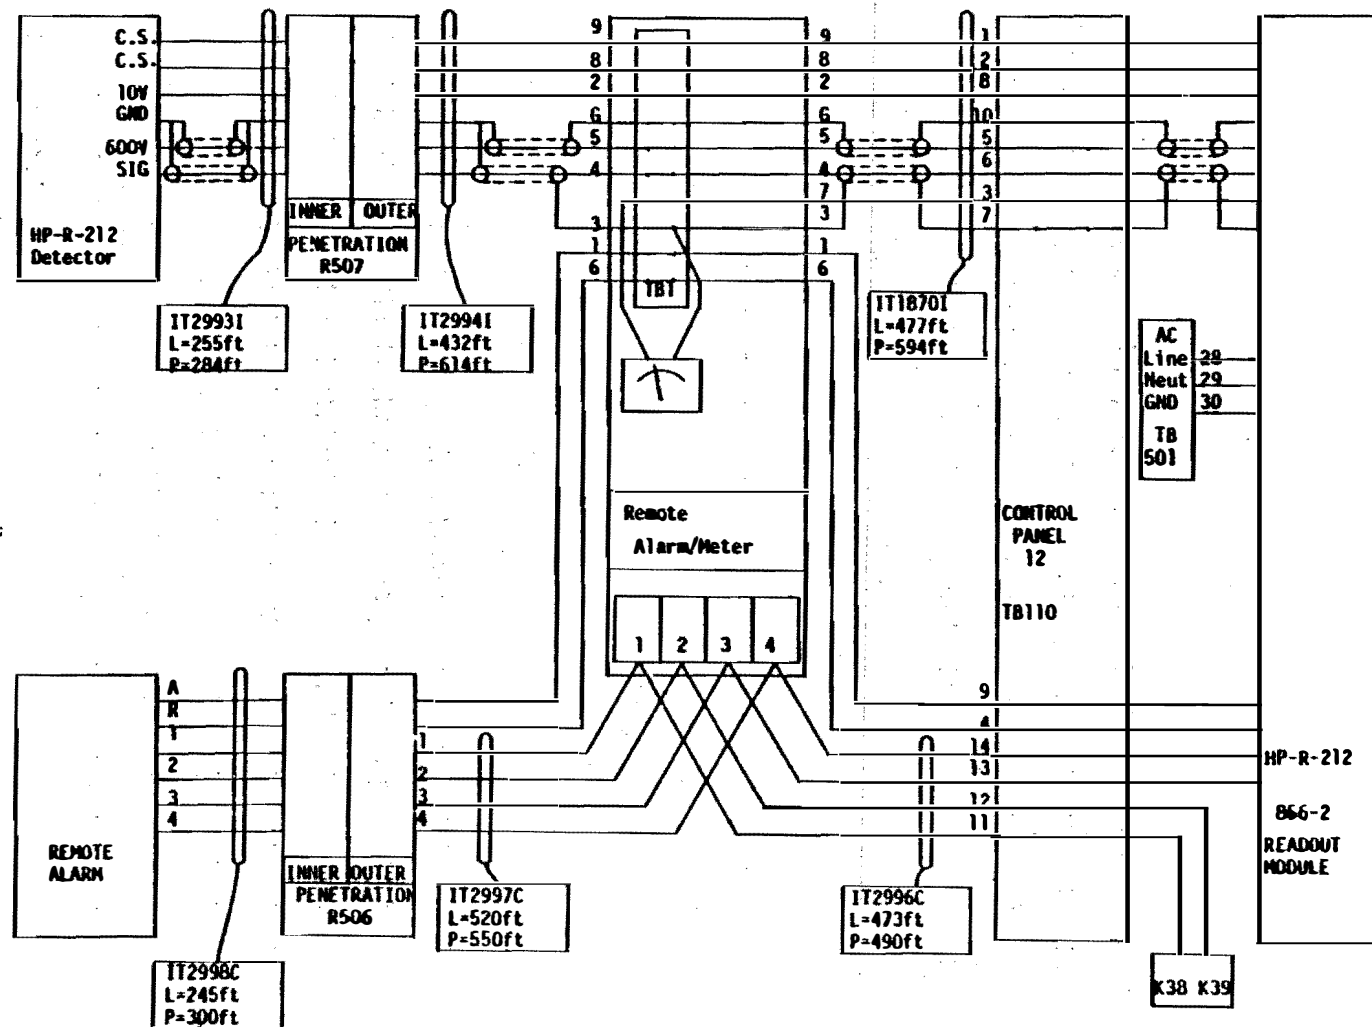 C.S.
C.S.
10V
GND
600V
SIG
HP-R-212
Detector
INNER OUTER
PENETRATION
R507
IT2993I
L=255ft
P=284ft
IT2994I
L=432ft
P=614ft
9
8
2
G
5
4
3
1
6
TB1
9
8
2
G
5
4
7
3
1
6
Remote
Alarm/Meter
1 2 3 4
1
2
8
10
5
6
3
7
IT1870I
L=477ft
P=594ft
AC
Line 28
Neut 29
GND 30
TB
501
CONTROL
PANEL
12
TB110
9
4
14
13
12
11
HP-R-212
866-2
READOUT
MODULE
A
R
1
2
3
4
REMOTE
ALARM
INNER OUTER
PENETRATION
R506
1
2
3
4
IT2997C
L=520ft
P=550ft
IT2996C
L=473ft
P=490ft
IT2998C
L=245ft
P=300ft
K38 K39